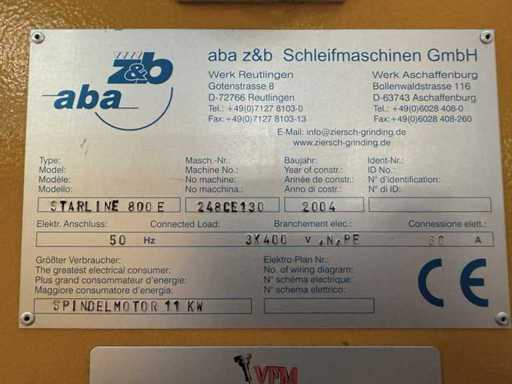 z&b
aba
aba z&b Schleifmaschinen GmbH
Werk Reutlingen Werk Aschaffenburg
Gotenstrasse 8 Bollenwaldstrasse 116
D-72766 Reutlingen D-63743 Aschaffenburg
Tel.: +49(0)7127 8103-0 Tel.: +49(0)6028 408-0
Fax:+49(0)7127 8103-13 Fax: +49(0)6028 408-260
E-Mail: info@ziersch-grinding.de
www.ziersch-grinding.de
Type: Masch.-Nr.: Baujahr: Ident-Nr.:
Model: Machine No.: Year of constr.: ID No.:
Modèle: No machine: Année de constr.: N° d'identification:
Modello: No macchina.: Anno di costr.: N° di identità:
STARLINE 800 E 248CE130 2004
Elektr. Anschluss: Connected Load: Branchement elec.: Connessione elett.:
50 Hz 3X400 V ,N,PE A
Größter Verbraucher: Elektro-Plan Nr.:
The greatest electrical consumer: No. of wiring diagram:
Plus grand consommateur d'énergie: N° schéma electrique:
Maggiore consumatore d'energia: N° schema elettrico:
SPINDELMOTOR 11 KW
CE